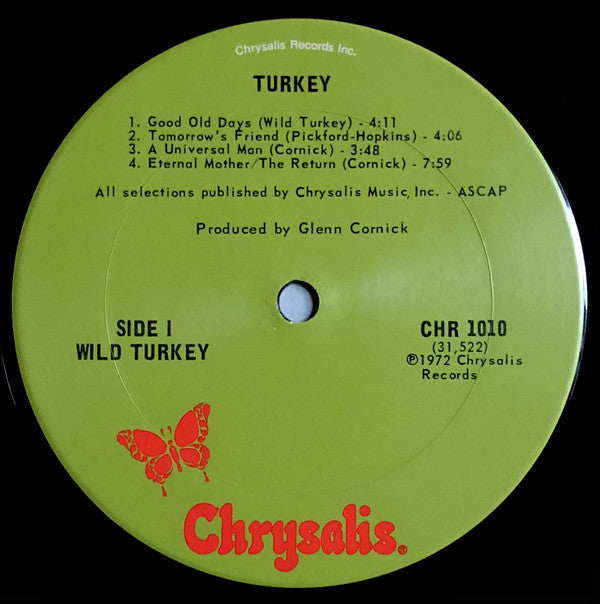 Chrysalis Records Inc.
TURKEY
1. Good Old Days (Wild Turkey) - 4:11
2. Tomorrow's Friend (Pickford-Hopkins) - 4:06
3. A Universal Man (Cornick) - 3:48
4. Eternal Mother/The Return (Cornick) - 7:59
All selections published by Chrysalis Music, Inc. - ASCAP
Produced by Glenn Cornick
SIDE I
WILD TURKEY
CHR 1010
(31,522)
℗1972 Chrysalis
Records
Chrysalis®